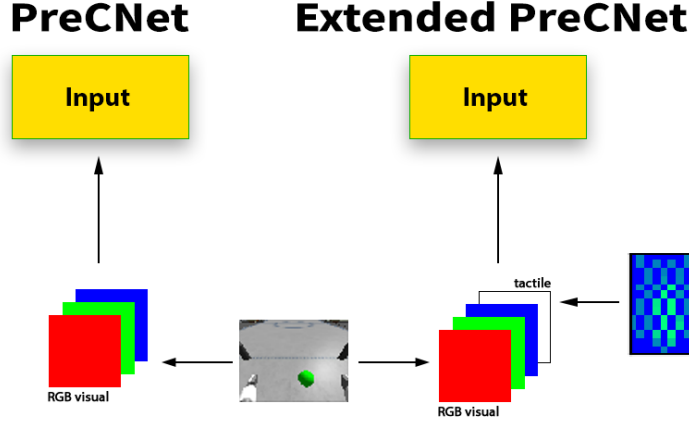 PreCNet
Extended PreCNet
Input
Input
tactile
RGB visual
RGB visual